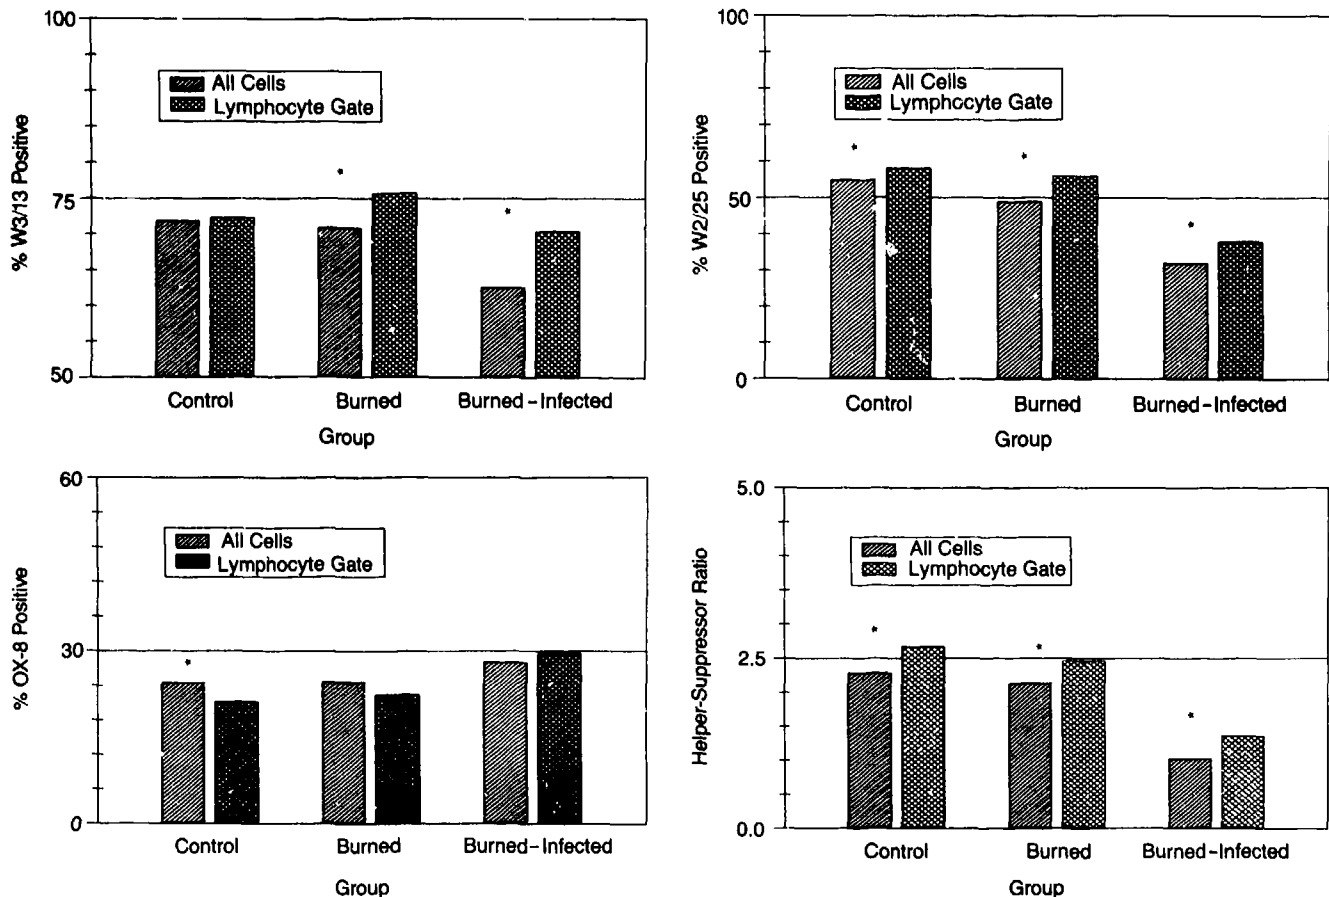 100
75
50
% W3/13 Positive
All Cells
Lymphocyte Gate
*
*
Control Burned Burned-Infected
Group
100
50
0
% W2/25 Positive
All Cells
Lymphocyte Gate
*
*
*
Control Burned Burned-Infected
Group
60
30
0
% OX-8 Positive
All Cells
Lymphocyte Gate
*
Control Burned Burned-Infected
Group
5.0
2.5
0.0
Helper-Suppressor Ratio
All Cells
Lymphocyte Gate
*
*
*
Control Burned Burned-Infected
Group